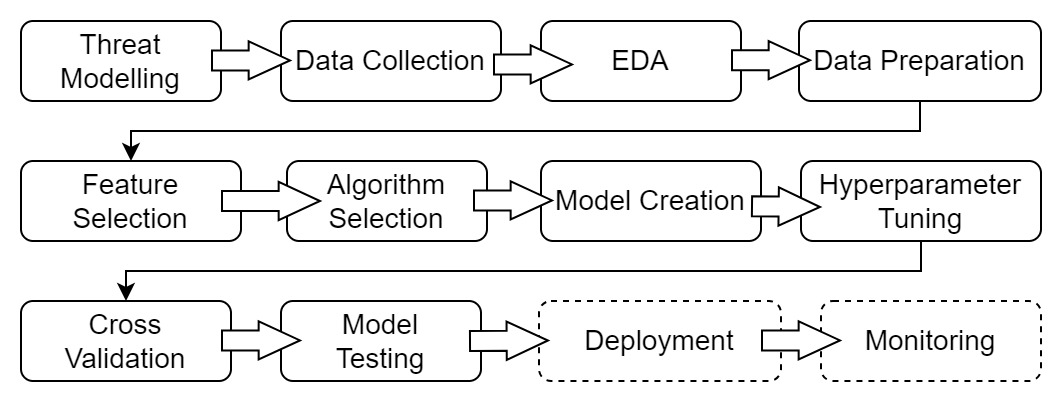 Threat
Modelling
Data Collection
EDA
Data Preparation
Feature
Selection
Algorithm
Selection
Model Creation
Hyperparameter
Tuning
Cross
Validation
Model
Testing
Deployment
Monitoring